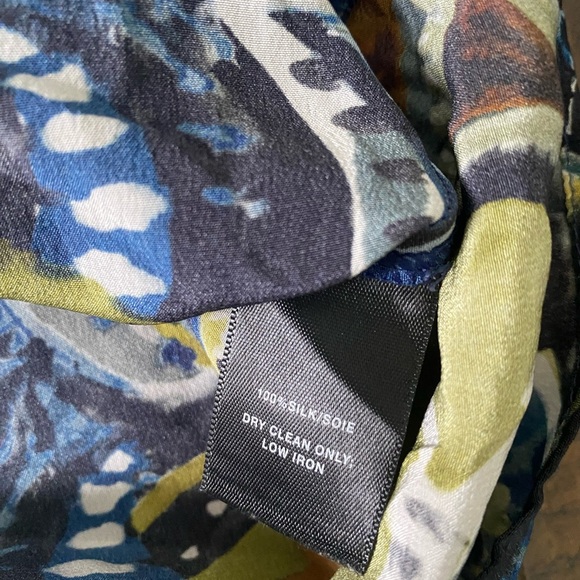 100% SILK/SOIE
DRY CLEAN ONLY;
LOW IRON